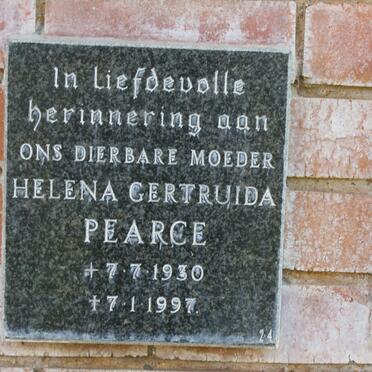 In Liefdevolle
herinnering aan
ONS DIERBARE MOEDER
HELENA GERTRUIDA
PEARCE
+ 7·7·1930
† 7·1·1997
24